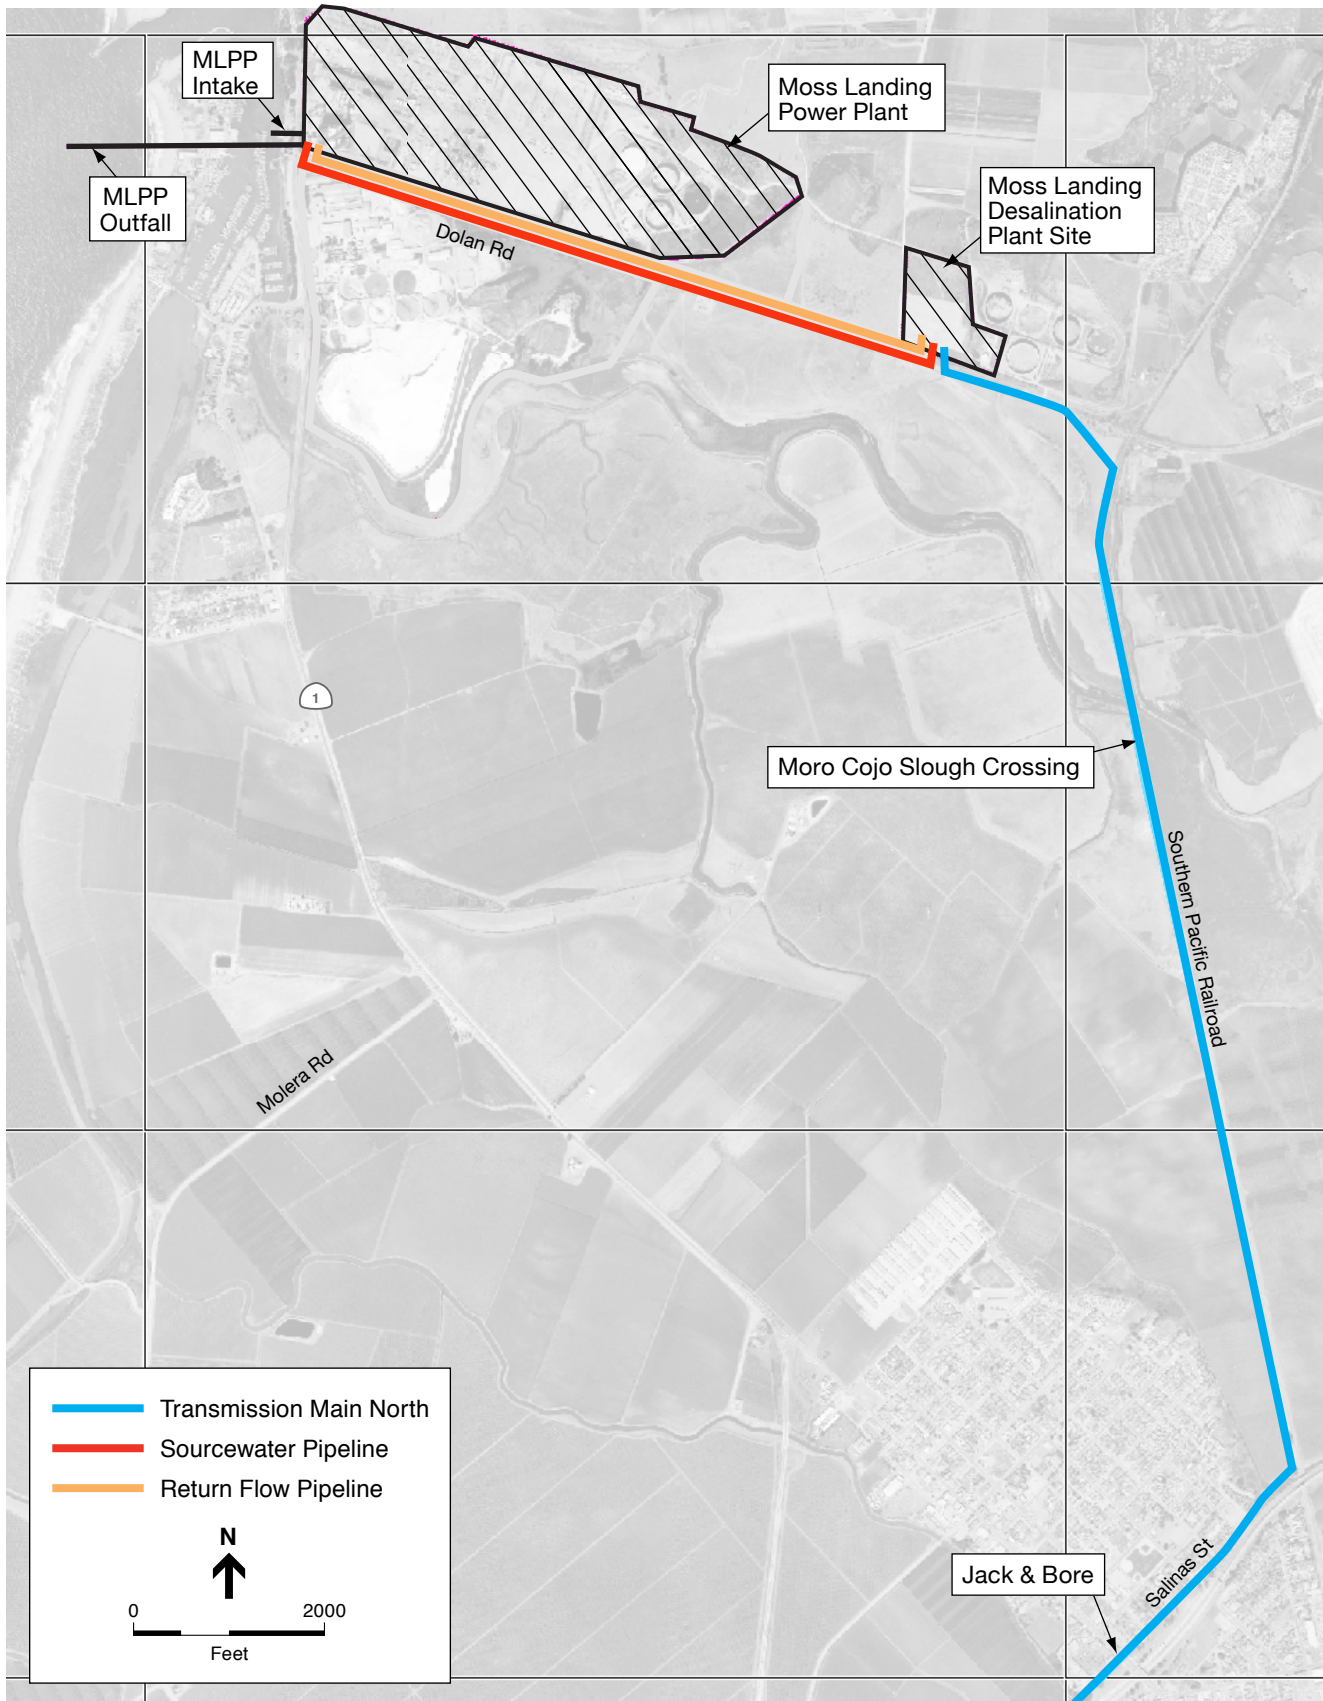 MLPP
Intake
Moss Landing
Power Plant
MLPP
Outfall
Moss Landing
Desalination
Plant Site
Dolan Rd
1
Moro Cojo Slough Crossing
Southern Pacific Railroad
Molera Rd
Transmission Main North
Sourcewater Pipeline
Return Flow Pipeline
N
0 2000
Feet
Jack & Bore
Salinas St